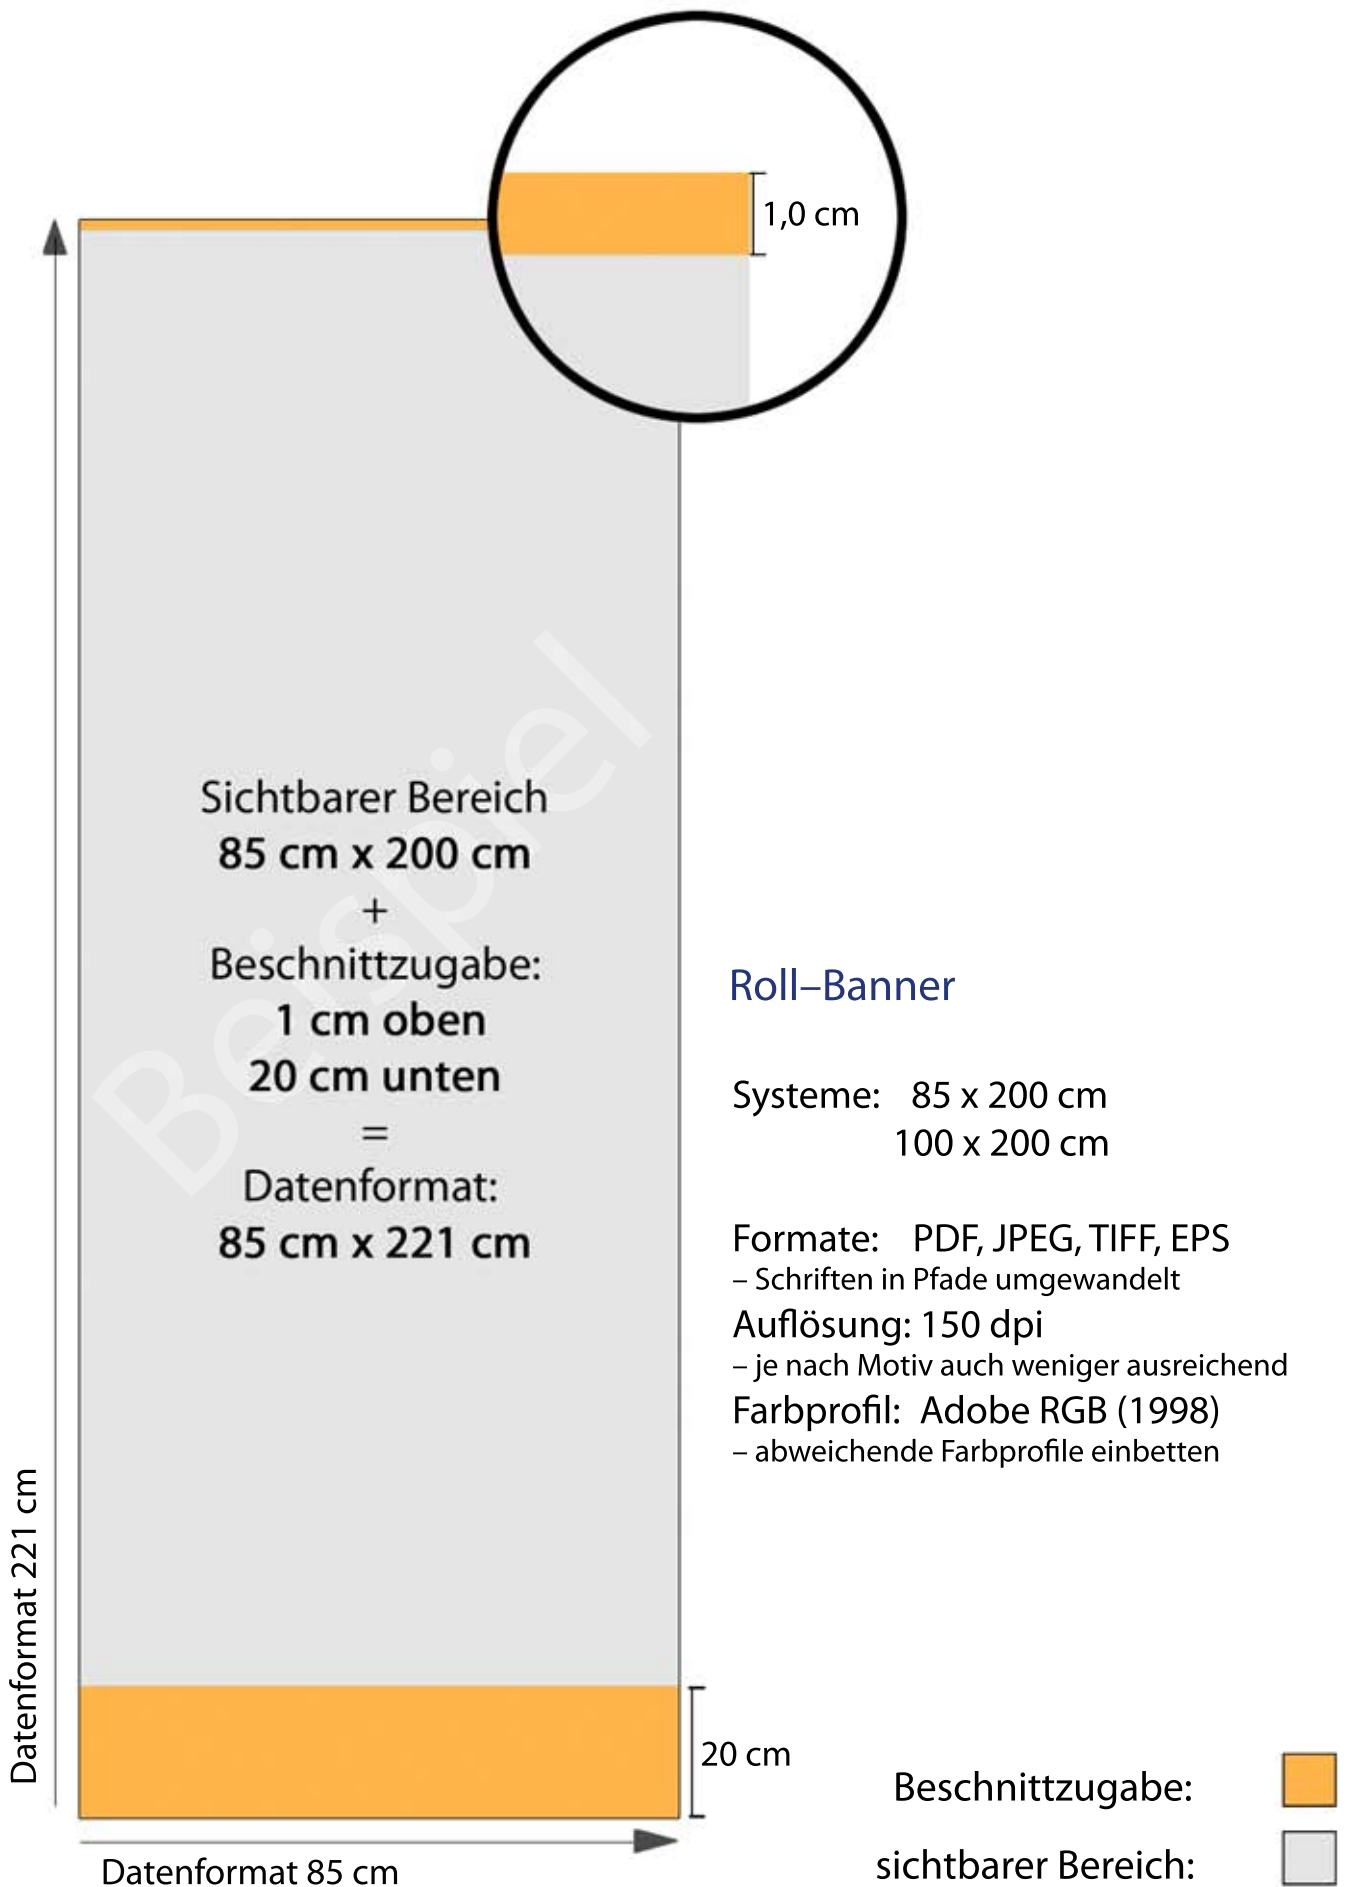 1,0 cm
Beispiel
Sichtbarer Bereich
85 cm x 200 cm
+
Beschnittzugabe:
1 cm oben
20 cm unten
=
Datenformat:
85 cm x 221 cm
Roll–Banner
Systeme: 85 x 200 cm
100 x 200 cm
Formate: PDF, JPEG, TIFF, EPS
– Schriften in Pfade umgewandelt
Auflösung: 150 dpi
– je nach Motiv auch weniger ausreichend
Farbprofil: Adobe RGB (1998)
– abweichende Farbprofile einbetten
Datenformat 221 cm
20 cm
Beschnittzugabe:
sichtbarer Bereich:
Datenformat 85 cm